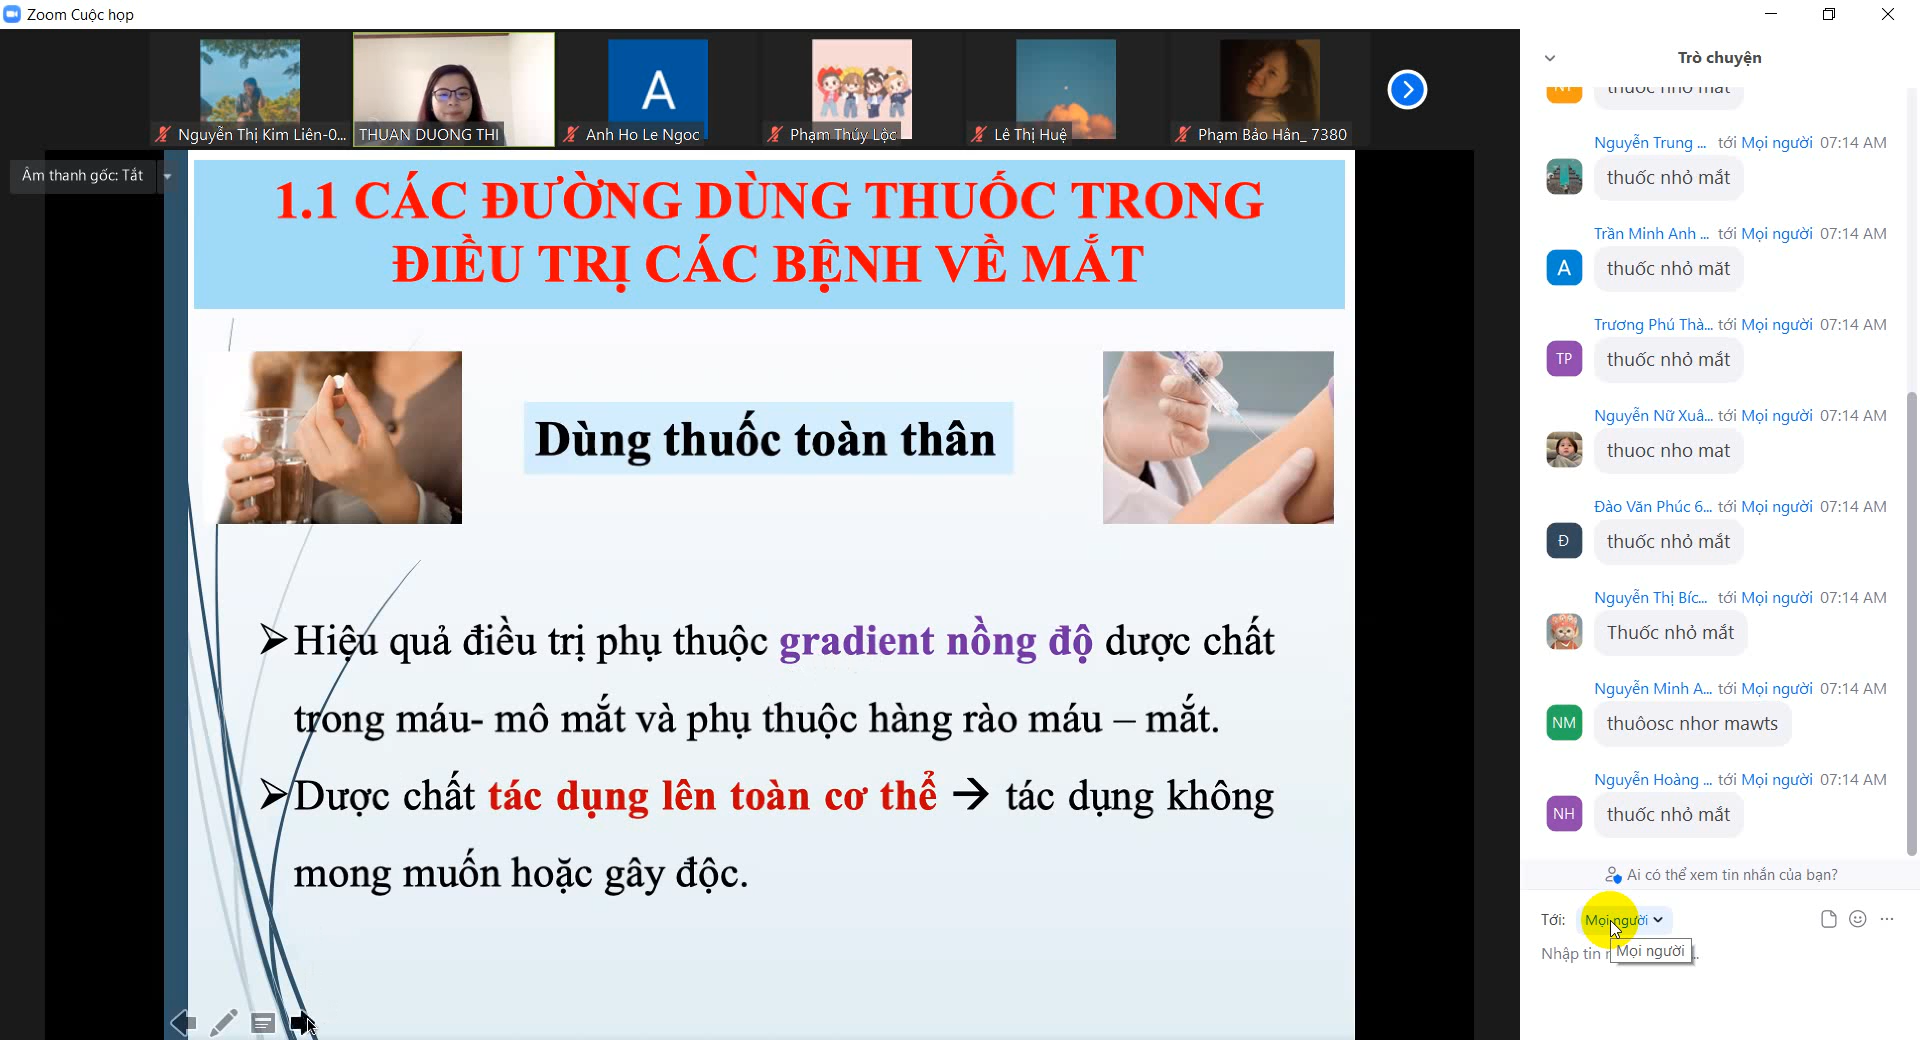 Zoom Cuộc họp
Nguyễn Thị Kim Liên-0...
THUAN DUONG THI
A
Anh Ho Le Ngoc
Phạm Thúy Lộc
Lê Thị Huệ
Phạm Bảo Hân_ 7380
Âm thanh gốc: Tắt
1.1 CÁC ĐƯỜNG DÙNG THUỐC TRONG
ĐIỀU TRỊ CÁC BỆNH VỀ MẮT
Dùng thuốc toàn thân
➢Hiệu quả điều trị phụ thuộc gradient nồng độ dược chất
trong máu- mô mắt và phụ thuộc hàng rào máu – mắt.
➢Dược chất tác dụng lên toàn cơ thể → tác dụng không
mong muốn hoặc gây độc.
Trò chuyện
thuốc nhỏ mắt
Nguyễn Trung ... tới Mọi người 07:14 AM
thuốc nhỏ mắt
Trần Minh Anh ... tới Mọi người 07:14 AM
A
thuốc nhỏ măt
Trương Phú Thà... tới Mọi người 07:14 AM
TP
thuốc nhỏ mắt
Nguyễn Nữ Xuâ... tới Mọi người 07:14 AM
thuoc nho mat
Đào Văn Phúc 6... tới Mọi người 07:14 AM
Đ
thuốc nhỏ mắt
Nguyễn Thị Bíc... tới Mọi người 07:14 AM
Thuốc nhỏ mắt
Nguyễn Minh A... tới Mọi người 07:14 AM
NM
thuôosc nhor mawts
Nguyễn Hoàng ... tới Mọi người 07:14 AM
NH
thuốc nhỏ mắt
Ai có thể xem tin nhắn của bạn?
Tới: Mọi người
Nhập tin
Mọi người